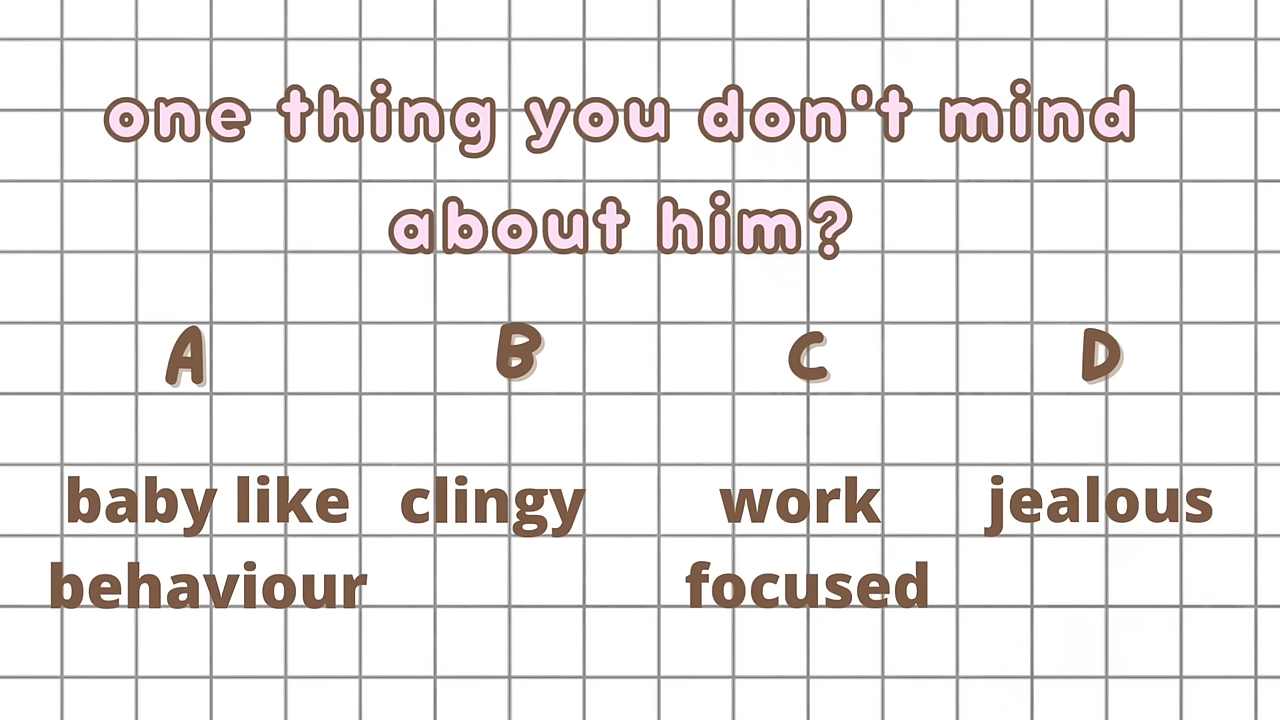 one thing you don't mind
about him?
A B C D
baby like clingy work jealous
behaviour focused